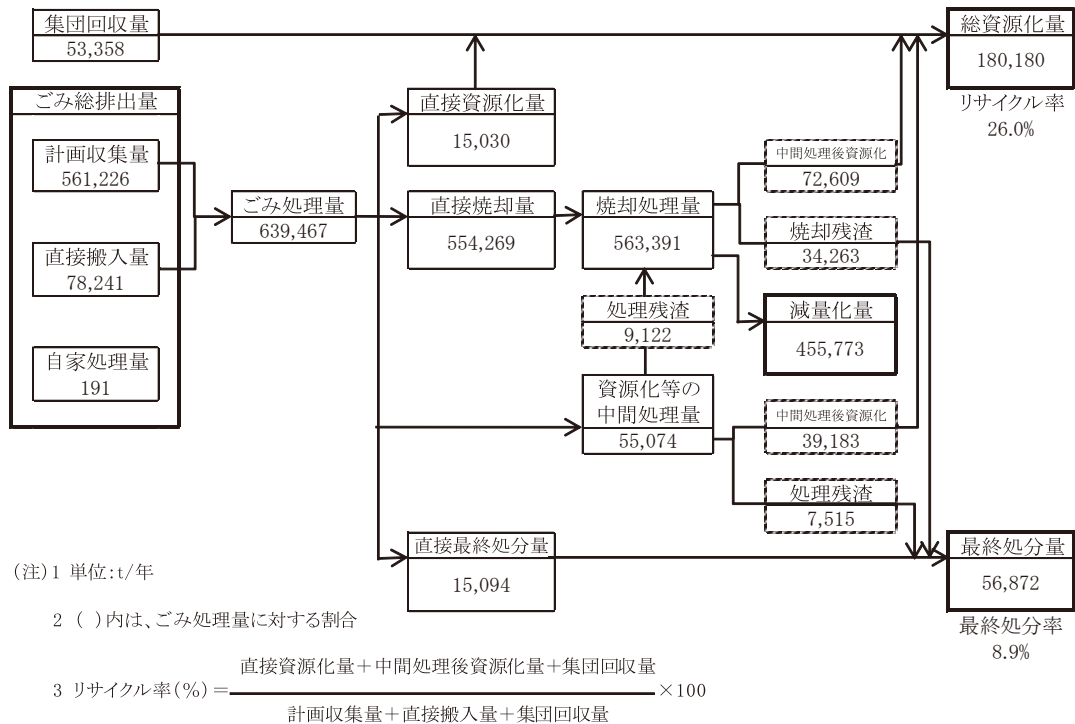 集団回収量
53,358
総資源化量
180,180
リサイクル率
26.0%
ごみ総排出量
計画収集量
561,226
直接搬入量
78,241
自家処理量
191
ごみ処理量
639,467
直接資源化量
15,030
直接焼却量
554,269
焼却処理量
563,391
中間処理後資源化
72,609
焼却残渣
34,263
処理残渣
9,122
減量化量
455,773
資源化等の
中間処理量
55,074
中間処理後資源化
39,183
処理残渣
7,515
直接最終処分量
15,094
最終処分量
56,872
最終処分率
8.9%
(注)1 単位:t/年
2 ( )内は、ごみ処理量に対する割合
直接資源化量+中間処理後資源化量+集団回収量
3 リサイクル率(%)= ×100
計画収集量+直接搬入量+集団回収量